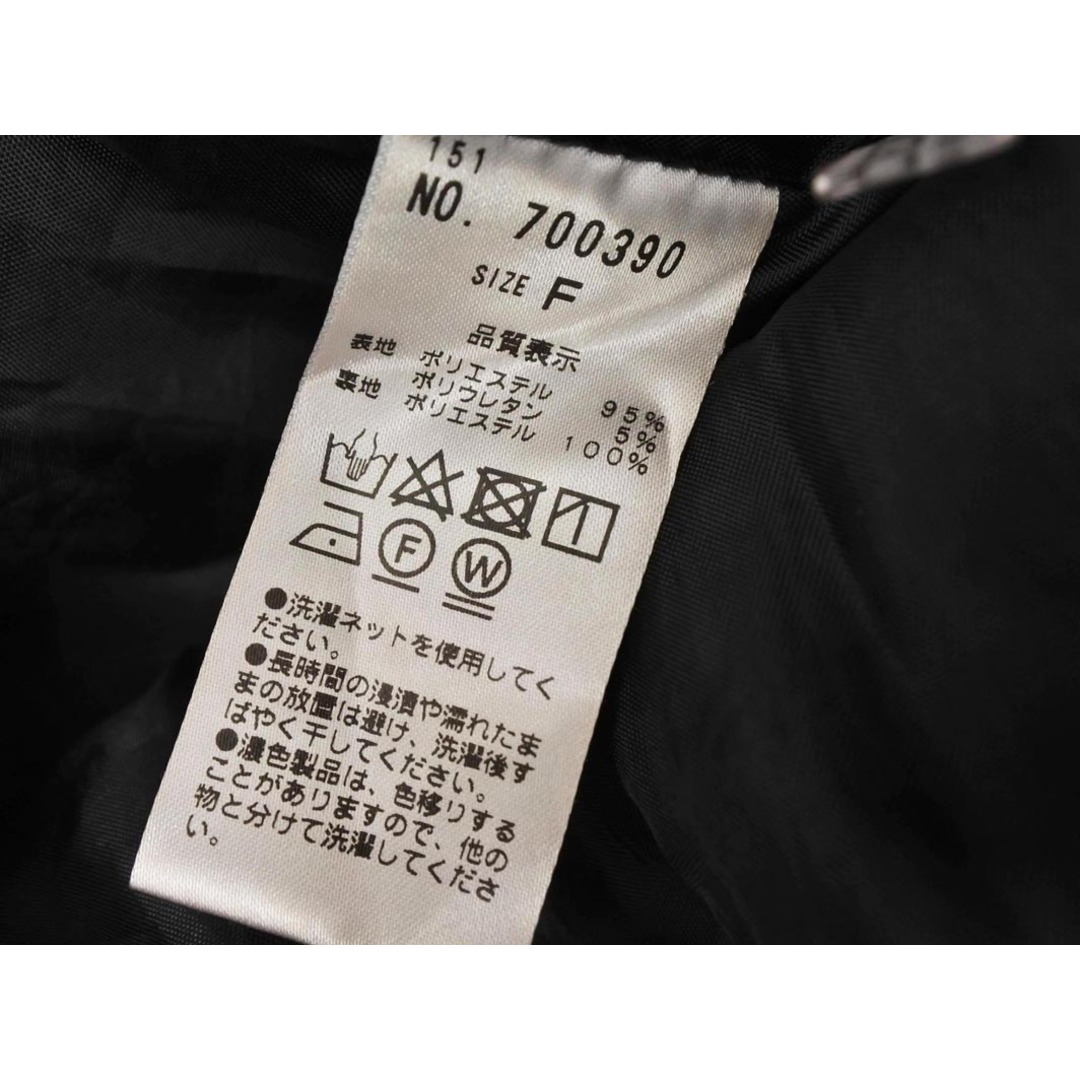 151
NO. 700390
SIZE F
品質表示
表地 ポリエステル 95%
ポリウレタン 5%
裏地 ポリエステル 100%
F W
●洗濯ネットを使用してく
ださい。
●長時間の浸漬や濡れたま
まの放置は避け、洗濯後す
ばやく干してください。
●濃色製品は、色移りする
ことがありますので、他の
物と分けて洗濯してくださ
い。